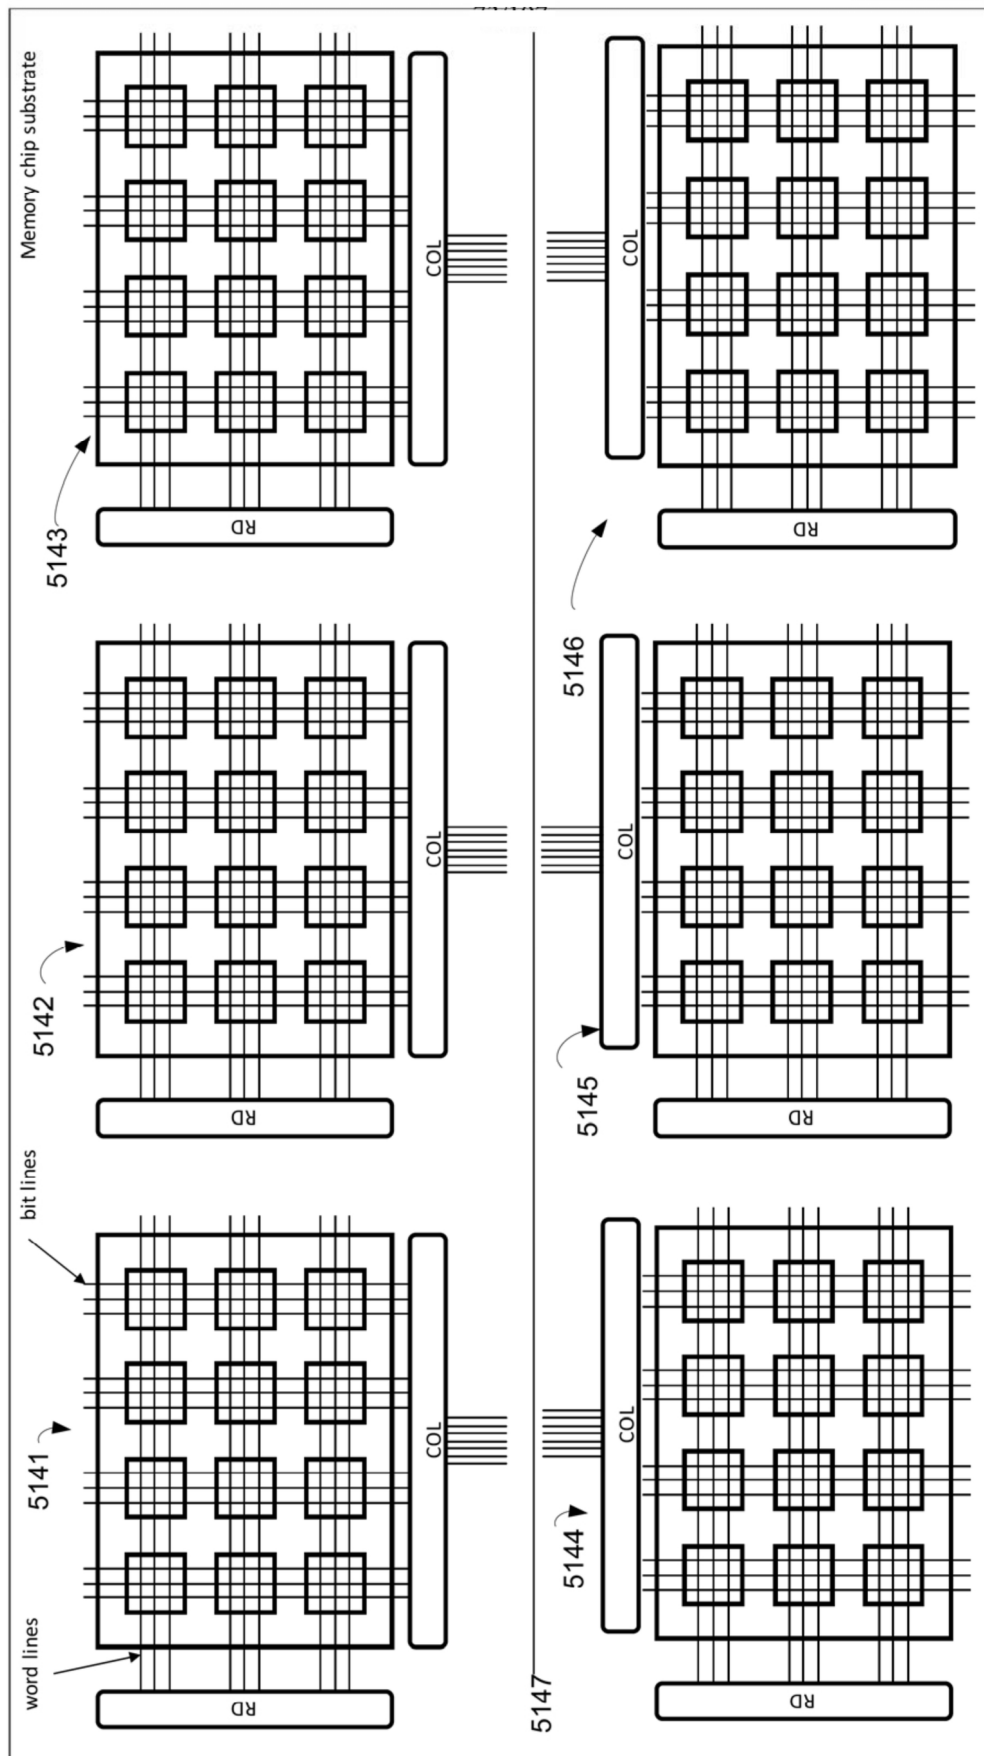 Memory chip substrate
5143
RD
COL
COL
RD
5146
5142
RD
COL
COL
RD
5145
bit lines
5141
word lines
RD
COL
COL
RD
5144
5147